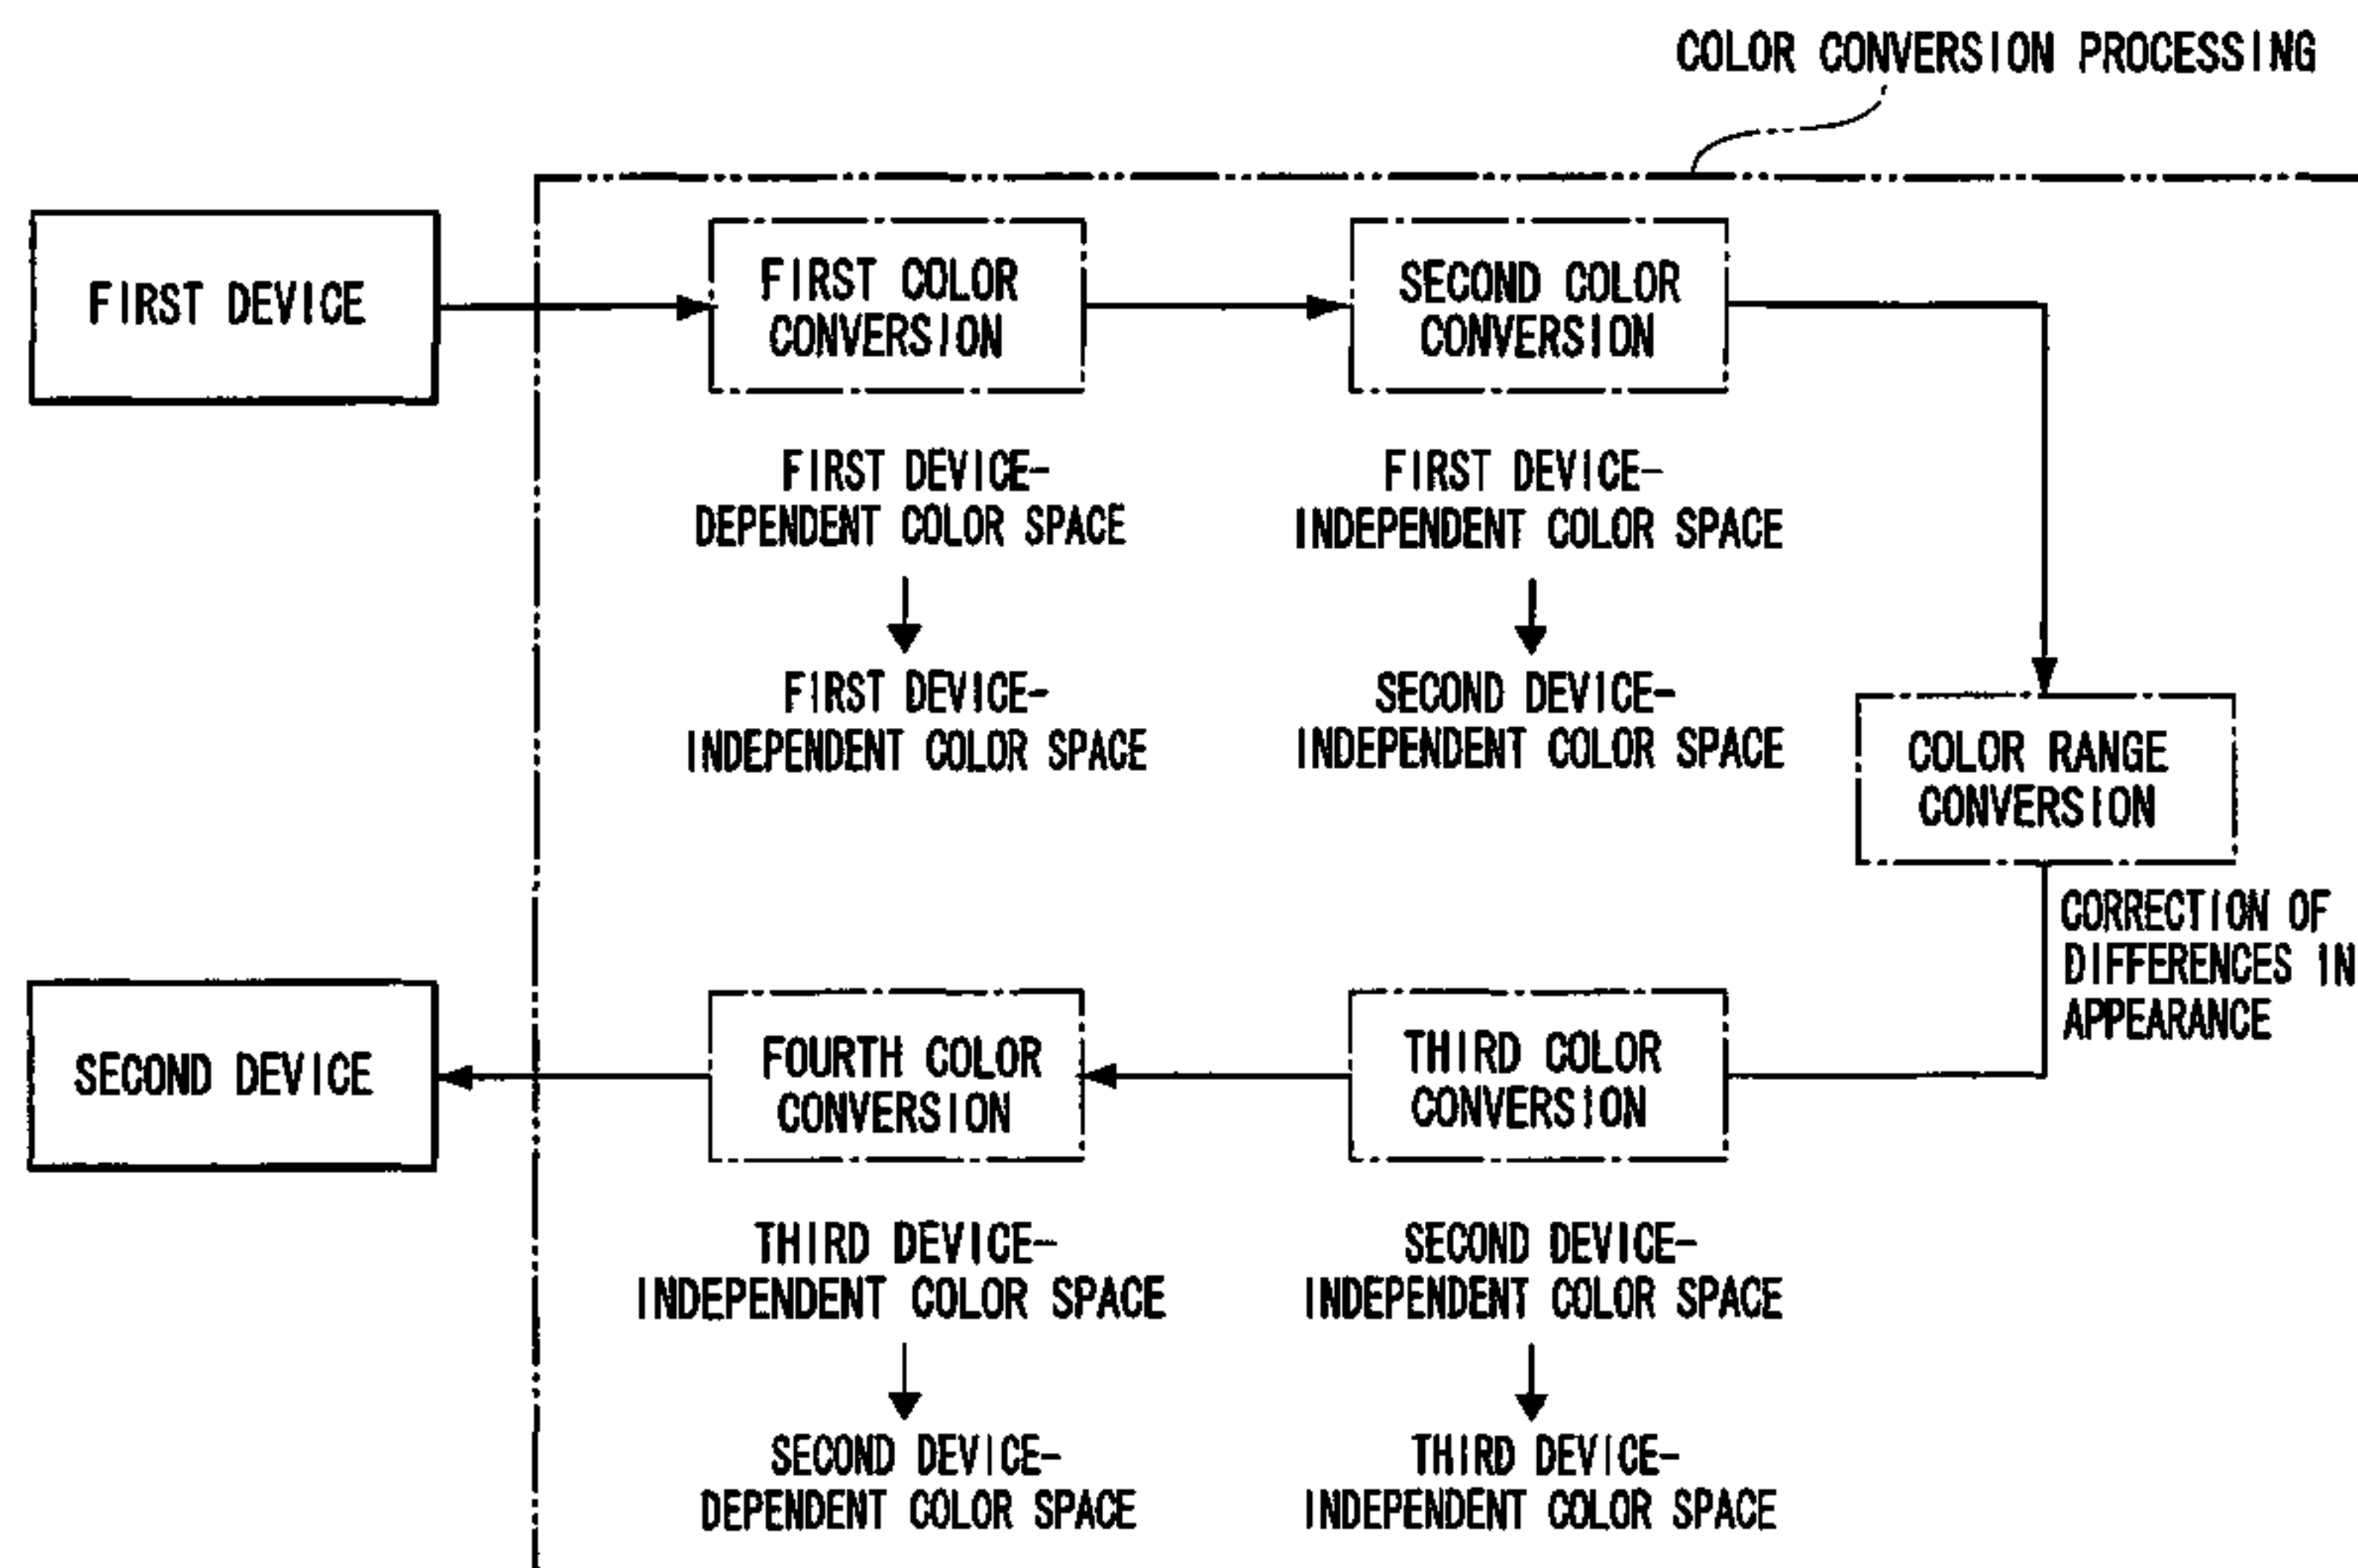 COLOR CONVERSION PROCESSING
FIRST DEVICE
FIRST COLOR
CONVERSION
SECOND COLOR
CONVERSION
FIRST DEVICE-
DEPENDENT COLOR SPACE
FIRST DEVICE-
INDEPENDENT COLOR SPACE
FIRST DEVICE-
INDEPENDENT COLOR SPACE
SECOND DEVICE-
INDEPENDENT COLOR SPACE
COLOR RANGE
CONVERSION
CORRECTION OF
DIFFERENCES IN
APPEARANCE
SECOND DEVICE
FOURTH COLOR
CONVERSION
THIRD COLOR
CONVERSION
THIRD DEVICE-
INDEPENDENT COLOR SPACE
SECOND DEVICE-
DEPENDENT COLOR SPACE
SECOND DEVICE-
INDEPENDENT COLOR SPACE
THIRD DEVICE-
INDEPENDENT COLOR SPACE